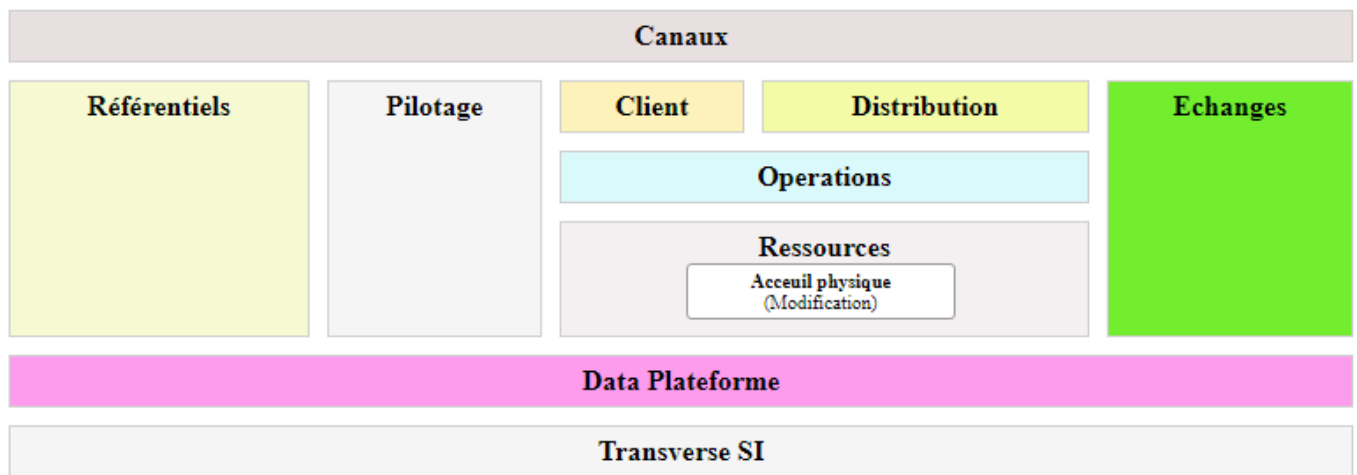 Canaux
Référentiels
Pilotage
Client
Distribution
Echanges
Operations
Ressources
Acceuil physique
(Modification)
Data Plateforme
Transverse SI